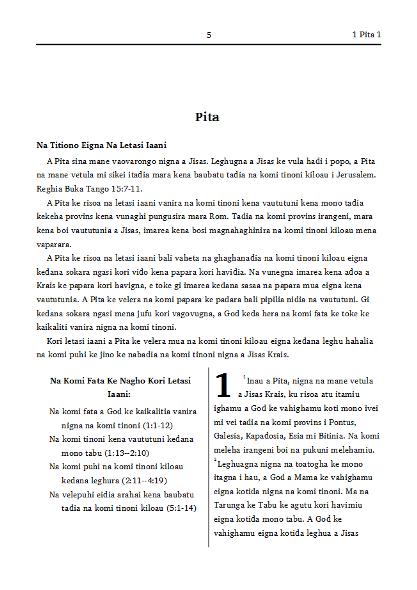 5
1 Pita 1
Pita
Na Titiono Eigna Na Letasi Iaani
A Pita sina mane vaovarongo nigna a Jisas. Leghugna a Jisas ke vula hadi i popo, a Pita
na mane vetula mi sikei itadia mara kena baubatu tadia na komi tinoni kiloau i Jerusalem.
Reghia Buka Tango 15:7-11.
A Pita ke risoa na letasi iaani vanira na komi tinoni kena vaututuni kena mono tadia
kekeha provins kena vunaghi pungusira mara Rom. Tadia na komi provins irangeni, mara
kena boi vaututunia a Jisas, imarea kena bosi magnahaghinira na komi tinoni kiloau mena
vaparara.
A Pita ke risoa na letasi iaani bali vaheta na ghaghanadia na komi tinoni kiloau eigna
kedana sokara ngasi kori vido kena papara kori havidia. Na vunegna imarea kena adoa a
Krais ke papara kori havigna, e toke gi imarea kedana sasaa na papara mua eigna kena
vaututunia. A Pita ke velera na komi papara ke padara bali pipilia nidia na vaututuni. Gi
kedana sokara ngasi mena jufu kori vagovugna, a God keda hera na komi fata ke toke ke
kaikaliti vanira nigna na komi tinoni.
Kori letasi iaani a Pita ke velera mua na komi tinoni kiloau eigna kedana leghu hahalia
na komi puhi ke jino ke nabadia na komi tinoni nigna a Jisas Krais.
Na Komi Fata Ke Nagho Kori Letasi
Iaani:
Na komi fata a God ke kaikalitia vanira
nigna na komi tinoni (1:1-12)
Na komi tinoni kena vaututuni kedana
mono tabu (1:13–2:10)
Na komi puhi na komi tinoni kiloau
kedana leghura (2:11–4:19)
Na velepuhi eidia arahai kena baubatu
tadia na komi tinoni kiloau (5:1-14)
1 1 Inau a Pita, nigna na mane vetula
a Jisas Krais, ku risoa atu itamiu
ighamu a God ke vahighamu koti mono ivei
mi vei tadia na komi provins i Pontus,
Galesia, Kapadosia, Esia mi Bitinia. Na komi
meleha irangeni boi na pukuni melehamiu.
2 Leghuagna nigna na toatogha ke mono
itagna i hau, a God a Mama ke vahighamu
eigna kotida nigna na komi tinoni. Ma na
Tarunga Ke Tabu ke agutu kori havimiu
eigna kotida mono tabu. A God ke
vahighamu eigna kotida leghua a Jisas